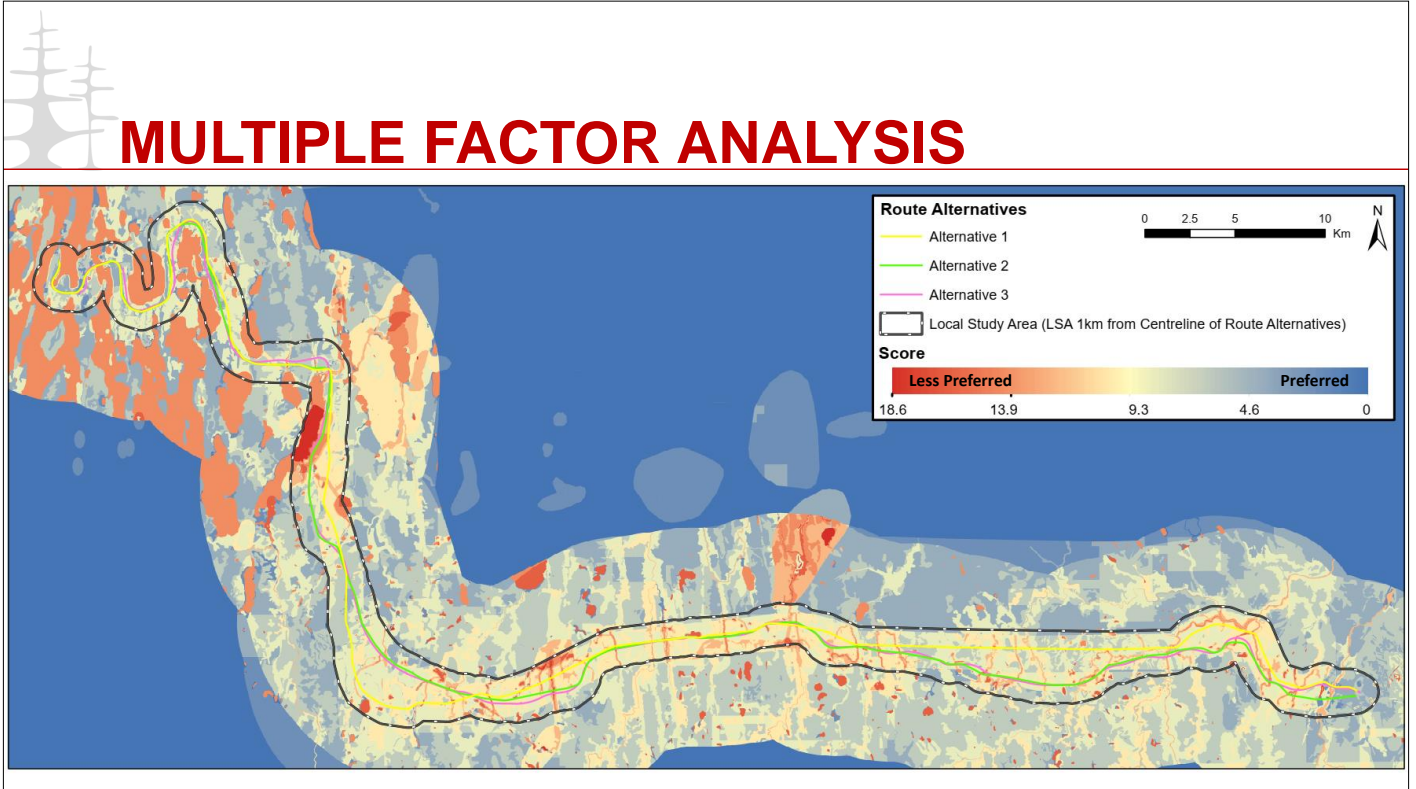 MULTIPLE FACTOR ANALYSIS
Route Alternatives
Alternative 1
Alternative 2
Alternative 3
Local Study Area (LSA 1km from Centreline of Route Alternatives)
0 2.5 5 10
Km
N
Score
Less Preferred Preferred
18.6 13.9 9.3 4.6 0